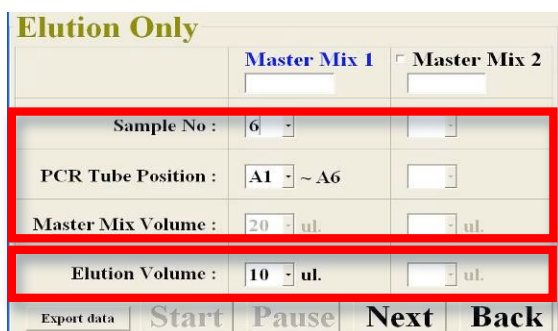 Elution Only
Master Mix 1 Master Mix 2
Sample No : 6
PCR Tube Position : A1 ~ A6
Master Mix Volume : 20 ul. ul.
Elution Volume : 10 ul. ul.
Export data Start Pause Next Back